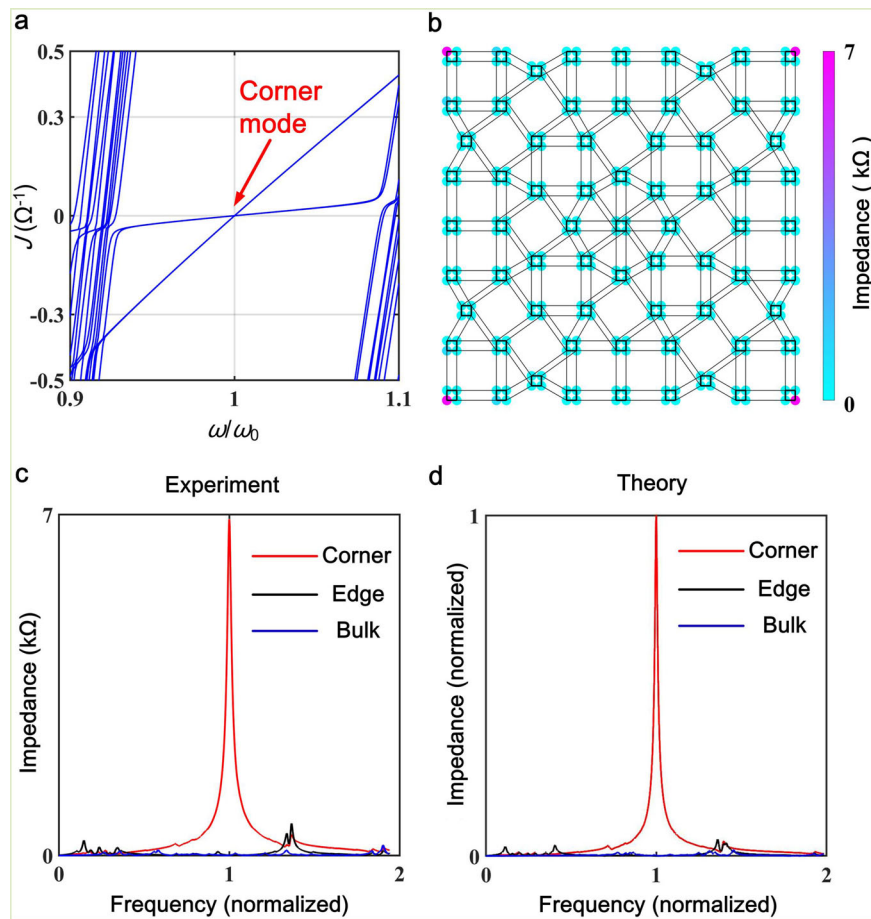 a
0.5
0.3
0
-0.3
-0.5
J (Ω⁻¹)
Corner
mode
0.9
1
1.1
ω/ω₀
b
7
0
Impedance ( kΩ)
c
Experiment
7
0
Impedance (kΩ)
Corner
Edge
Bulk
0
1
2
Frequency (normalized)
d
Theory
1
0
Impedance (normalized)
Corner
Edge
Bulk
0
1
2
Frequency (normalized)